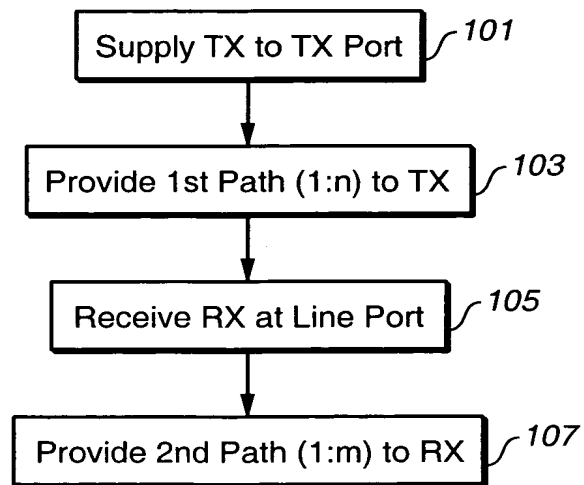 Supply TX to TX Port 101
Provide 1st Path (1:n) to TX 103
Receive RX at Line Port 105
Provide 2nd Path (1:m) to RX 107